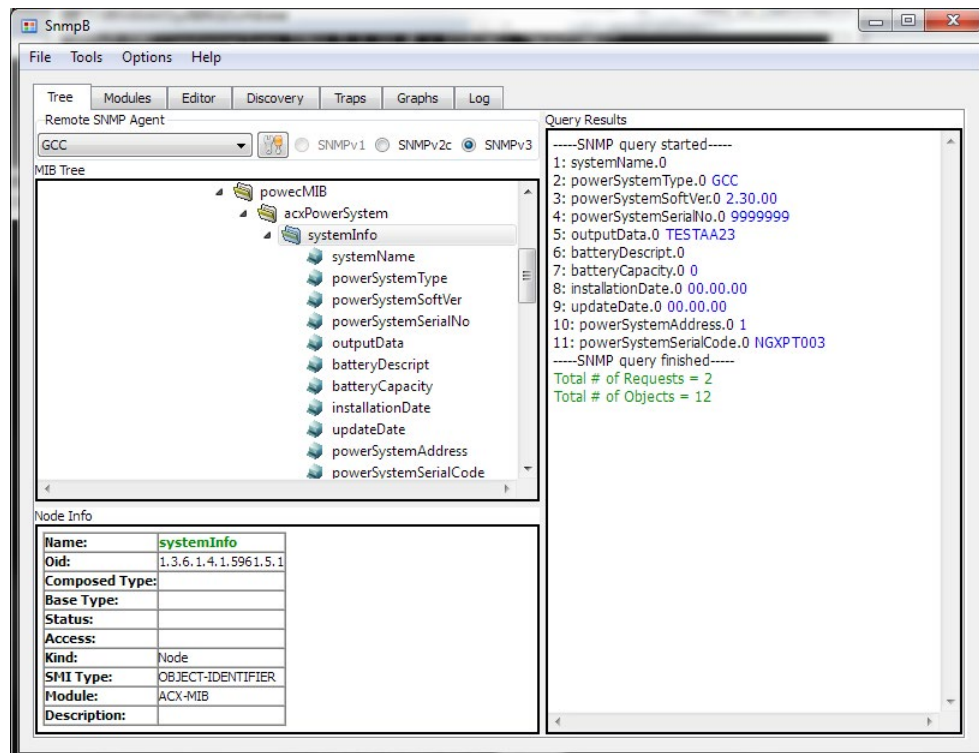 SnmpB
File Tools Options Help
Tree Modules Editor Discovery Traps Graphs Log
Remote SNMP Agent
GCC SNMPv1 SNMPv2c SNMPv3
MIB Tree
powecMIB
acxPowerSystem
systemInfo
systemName
powerSystemType
powerSystemSoftVer
powerSystemSerialNo
outputData
batteryDescript
batteryCapacity
installationDate
updateDate
powerSystemAddress
powerSystemSerialCode
Node Info
Name: systemInfo
Oid: 1.3.6.1.4.1.5961.5.1
Composed Type:
Base Type:
Status:
Access:
Kind: Node
SMI Type: OBJECT-IDENTIFIER
Module: ACX-MIB
Description:
Query Results
-----SNMP query started-----
1: systemName.0
2: powerSystemType.0 GCC
3: powerSystemSoftVer.0 2.30.00
4: powerSystemSerialNo.0 9999999
5: outputData.0 TESTAA23
6: batteryDescript.0
7: batteryCapacity.0 0
8: installationDate.0 00.00.00
9: updateDate.0 00.00.00
10: powerSystemAddress.0 1
11: powerSystemSerialCode.0 NGXPT003
-----SNMP query finished-----
Total # of Requests = 2
Total # of Objects = 12